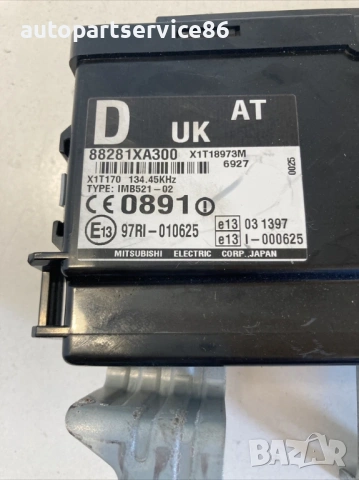 autopartservice86
D
UK
AT
88281XA300 X1T18973M
6927
X1T170 134.45KHz
TYPE: IMB521-02
0025
CE 0891 !
E13 97RI-010625
e13 03 1397
e13 I-000625
MITSUBISHI ELECTRIC CORP., JAPAN
BAZAR